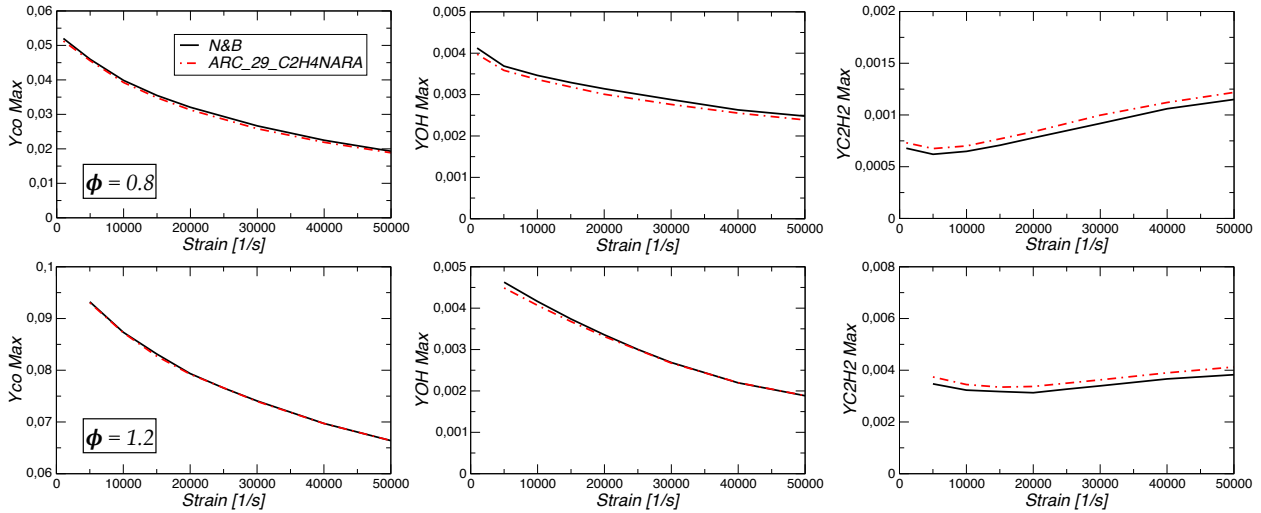 0,06
0,05
0,04
0,03
0,02
0,01
0
Yco Max
N&B
ARC_29_C2H4NARA
ϕ = 0.8
0 10000 20000 30000 40000 50000
Strain [1/s]
0,005
0,004
0,003
0,002
0,001
0
YOH Max
0 10000 20000 30000 40000 50000
Strain [1/s]
0,002
0,0015
0,001
0,0005
0
YC2H2 Max
0 10000 20000 30000 40000 50000
Strain [1/s]
0,1
0,09
0,08
0,07
0,06
Yco Max
ϕ = 1.2
0 10000 20000 30000 40000 50000
Strain [1/s]
0,005
0,004
0,003
0,002
0,001
0
YOH Max
0 10000 20000 30000 40000 50000
Strain [1/s]
0,008
0,006
0,004
0,002
0
YC2H2 Max
0 10000 20000 30000 40000 50000
Strain [1/s]